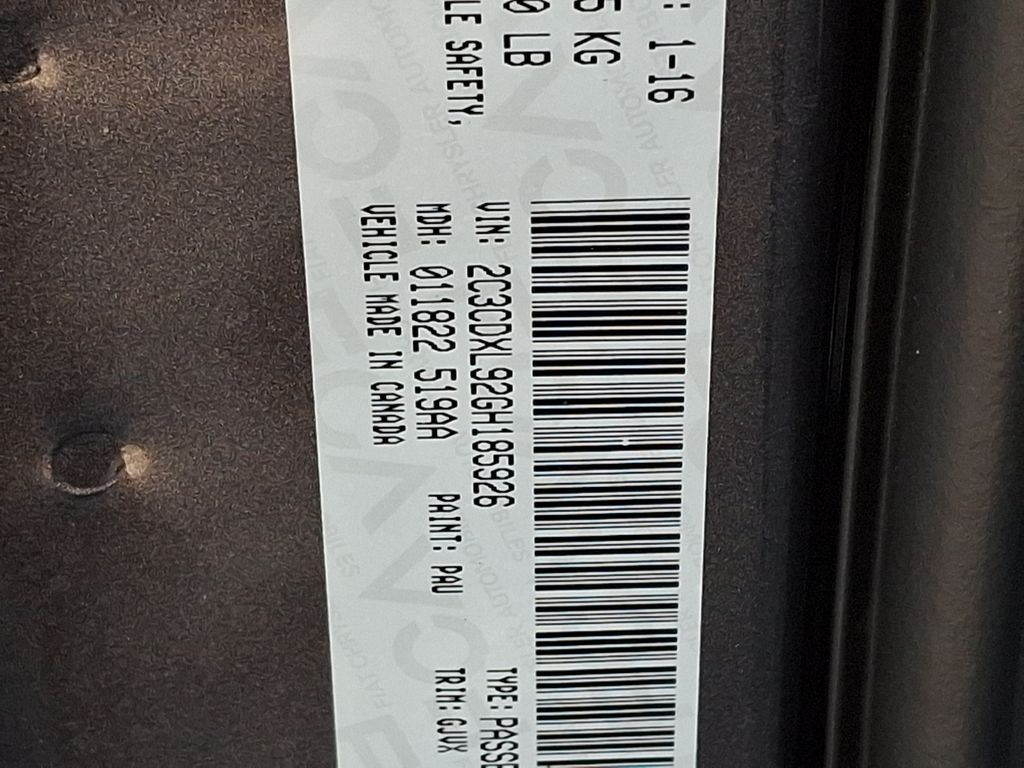 : 1-16
5 KG
0 LB
LE SAFETY,
VIN: 2C3CDXL92GH185926
TYPE: PASSE
MDH: 011822 519AA
PAINT: PAU
TRIM: GJVX
VEHICLE MADE IN CANADA